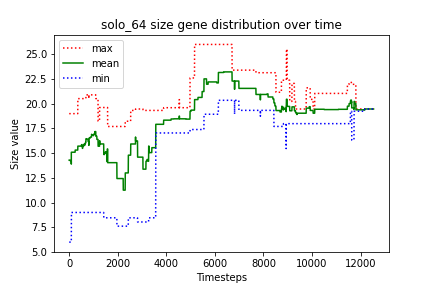 solo_64 size gene distribution over time
max
mean
min
Size value
25.0
22.5
20.0
17.5
15.0
12.5
10.0
7.5
5.0
0 2000 4000 6000 8000 10000 12000
Timesteps